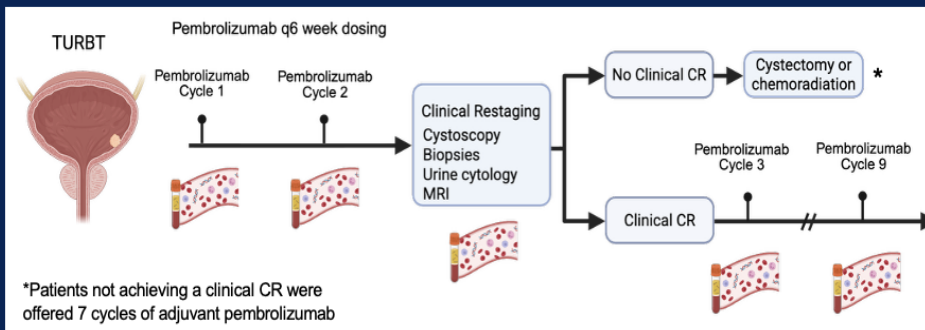 TURBT
Pembrolizumab q6 week dosing
Pembrolizumab
Cycle 1
Pembrolizumab
Cycle 2
Clinical Restaging
Cystoscopy
Biopsies
Urine cytology
MRI
No Clinical CR
Cystectomy or
chemoradiation
*
Clinical CR
Pembrolizumab
Cycle 3
Pembrolizumab
Cycle 9
*Patients not achieving a clinical CR were
offered 7 cycles of adjuvant pembrolizumab